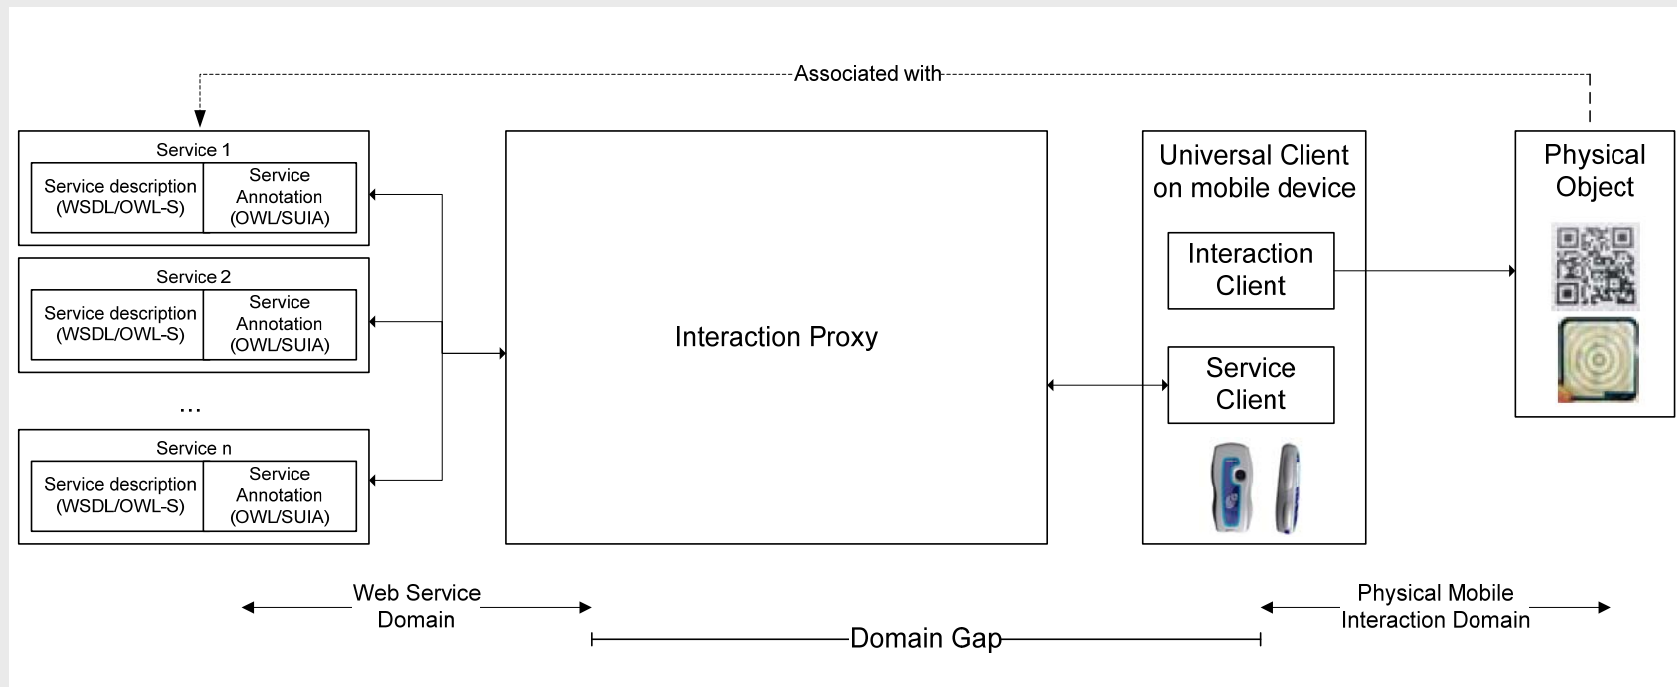 Associated with
Service 1
Service description
(WSDL/OWL-S)
Service
Annotation
(OWL/SUIA)
Service 2
Service description
(WSDL/OWL-S)
Service
Annotation
(OWL/SUIA)
...
Service n
Service description
(WSDL/OWL-S)
Service
Annotation
(OWL/SUIA)
Interaction Proxy
Universal Client
on mobile device
Interaction
Client
Service
Client
Physical
Object
Web Service
Domain
Domain Gap
Physical Mobile
Interaction Domain